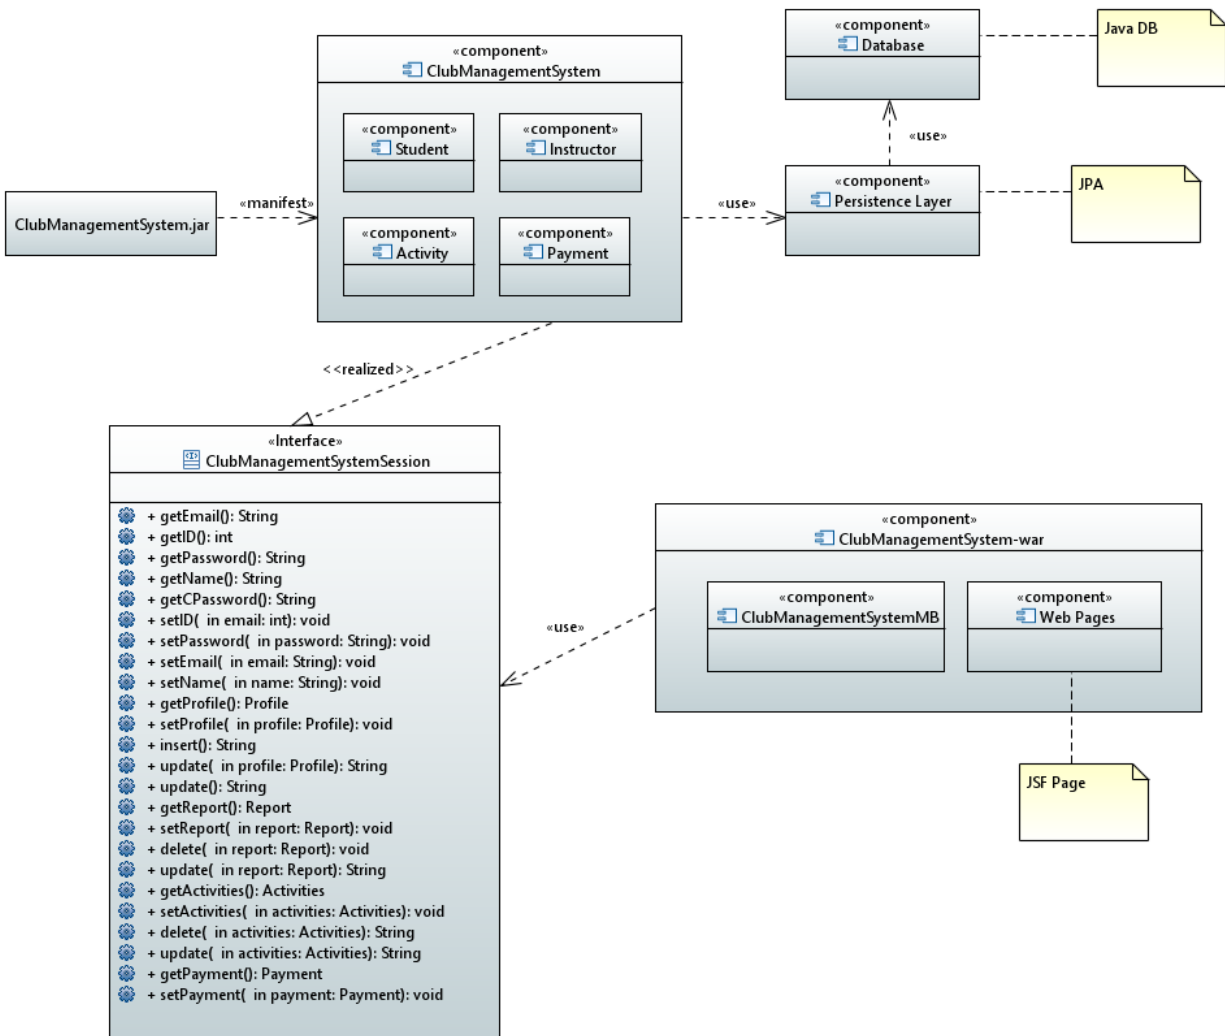 «component»
ClubManagementSystem
«component»
Student
«component»
Instructor
«component»
Activity
«component»
Payment
ClubManagementSystem.jar
«manifest»
«use»
«component»
Database
Java DB
«use»
«component»
Persistence Layer
JPA
<<realized>>
«Interface»
ClubManagementSystemSession
+ getEmail(): String
+ getID(): int
+ getPassword(): String
+ getName(): String
+ getCPassword(): String
+ setID( in email: int): void
+ setPassword( in password: String): void
+ setEmail( in email: String): void
+ setName( in name: String): void
+ getProfile(): Profile
+ setProfile( in profile: Profile): void
+ insert(): String
+ update( in profile: Profile): String
+ update(): String
+ getReport(): Report
+ setReport( in report: Report): void
+ delete( in report: Report): void
+ update( in report: Report): String
+ getActivities(): Activities
+ setActivities( in activities: Activities): void
+ delete( in activities: Activities): String
+ update( in activities: Activities): String
+ getPayment(): Payment
+ setPayment( in payment: Payment): void
«use»
«component»
ClubManagementSystem-war
«component»
ClubManagementSystemMB
«component»
Web Pages
JSF Page